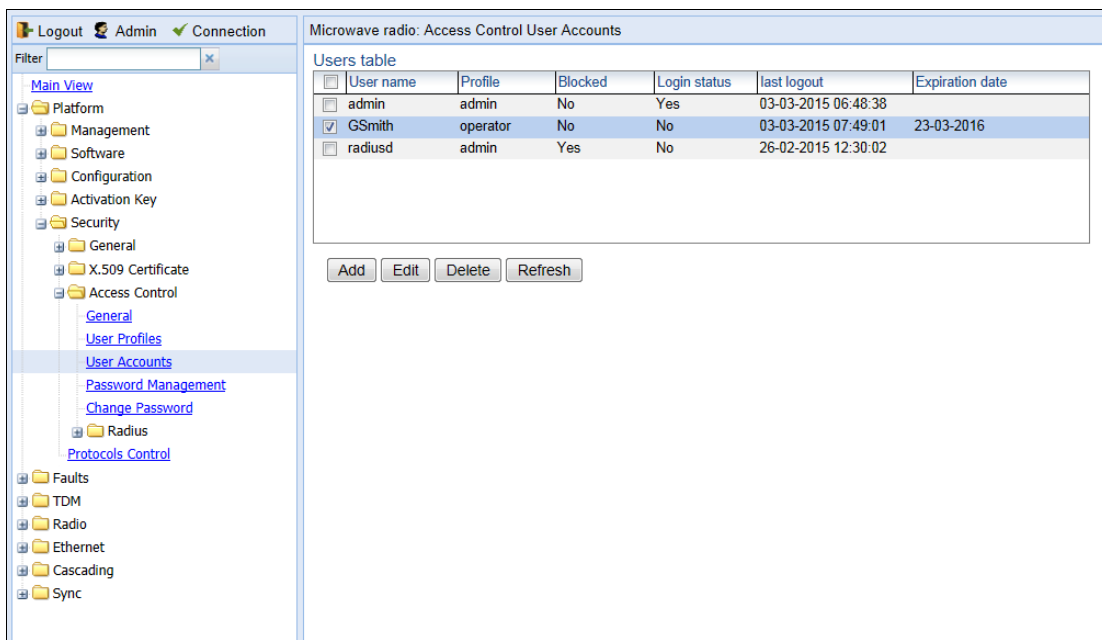 Logout Admin Connection
Filter
Main View
Platform
Management
Software
Configuration
Activation Key
Security
General
X.509 Certificate
Access Control
General
User Profiles
User Accounts
Password Management
Change Password
Radius
Protocols Control
Faults
TDM
Radio
Ethernet
Cascading
Sync
Microwave radio: Access Control User Accounts
Users table
User name Profile Blocked Login status last logout Expiration date
admin admin No Yes 03-03-2015 06:48:38
GSmith operator No No 03-03-2015 07:49:01 23-03-2016
radiusd admin Yes No 26-02-2015 12:30:02
Add Edit Delete Refresh